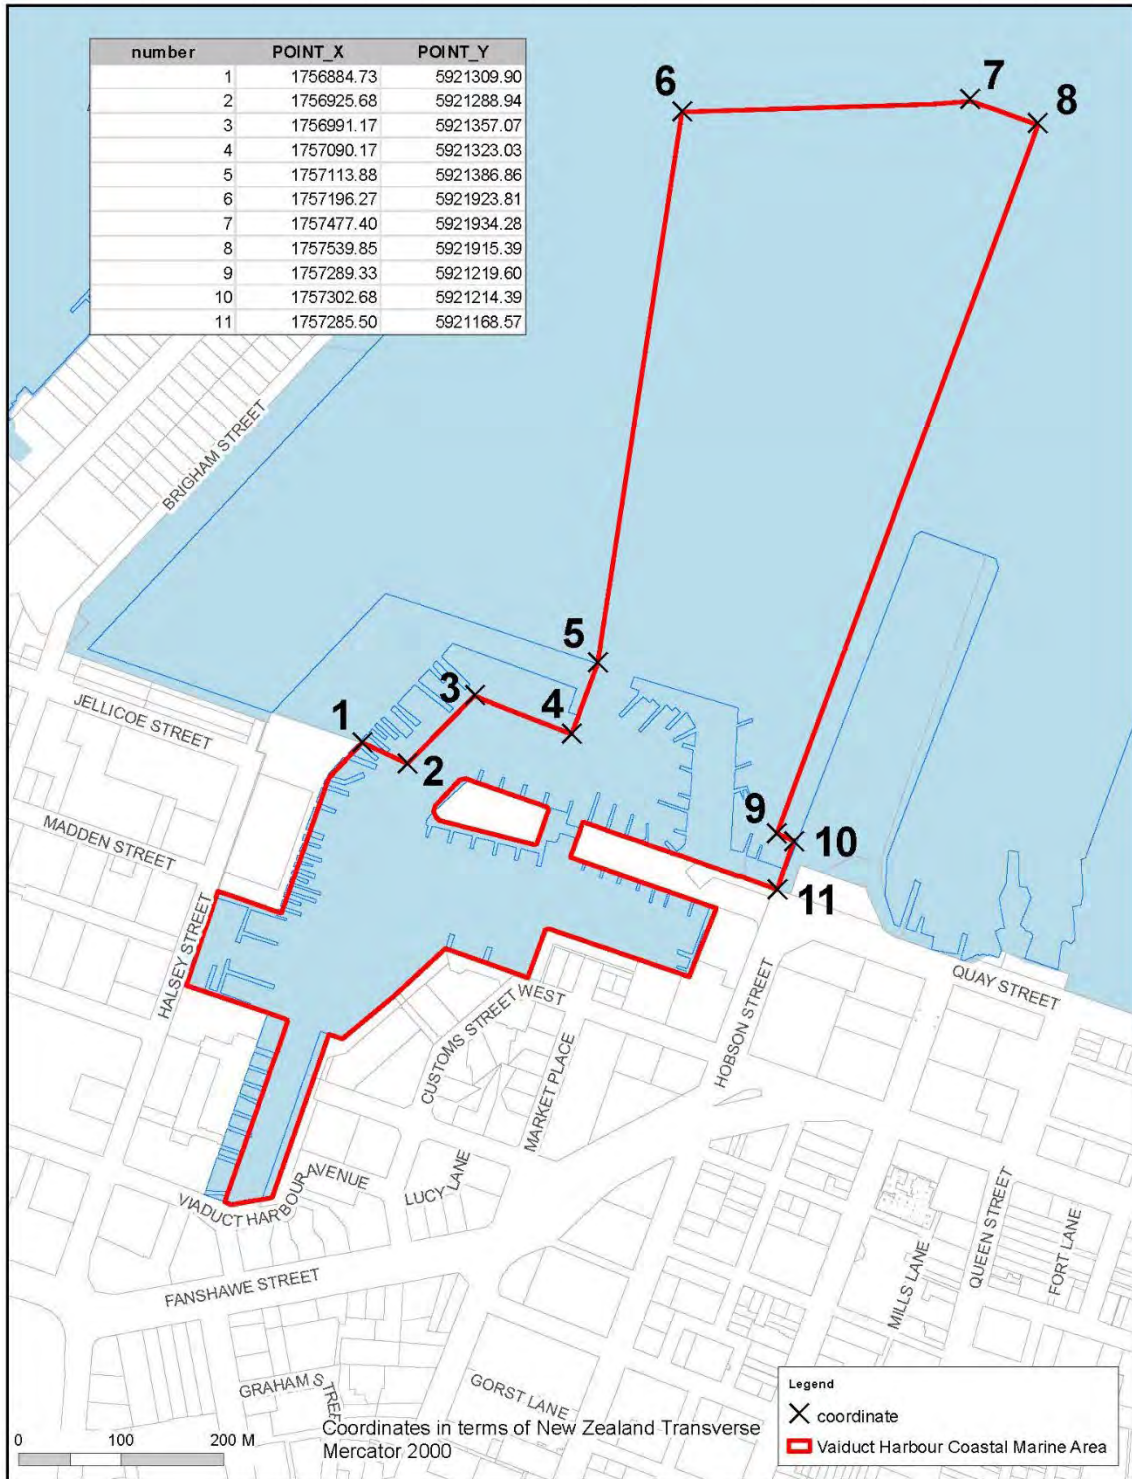 number POINT_X POINT_Y
1 1756884.73 5921309.90
2 1756925.68 5921288.94
3 1756991.17 5921357.07
4 1757090.17 5921323.03
5 1757113.88 5921386.86
6 1757196.27 5921923.81
7 1757477.40 5921934.28
8 1757539.85 5921915.39
9 1757289.33 5921219.60
10 1757302.68 5921214.39
11 1757285.50 5921168.57
6
7
8
BRIGHAM STREET
5
3
4
1
2
JELLICOE STREET
9
10
11
MADDEN STREET
HALSEY STREET
QUAY STREET
CUSTOMS STREET WEST
MARKET PLACE
HOBSON STREET
VIADUCT HARBOUR AVENUE
LUCY LANE
FANSHAWE STREET
MILLS LANE
QUEEN STREET
FORT LANE
GRAHAM STREET
GORST LANE
Legend
coordinate
Vaiduct Harbour Coastal Marine Area
0 100 200 M
Coordinates in terms of New Zealand Transverse
Mercator 2000